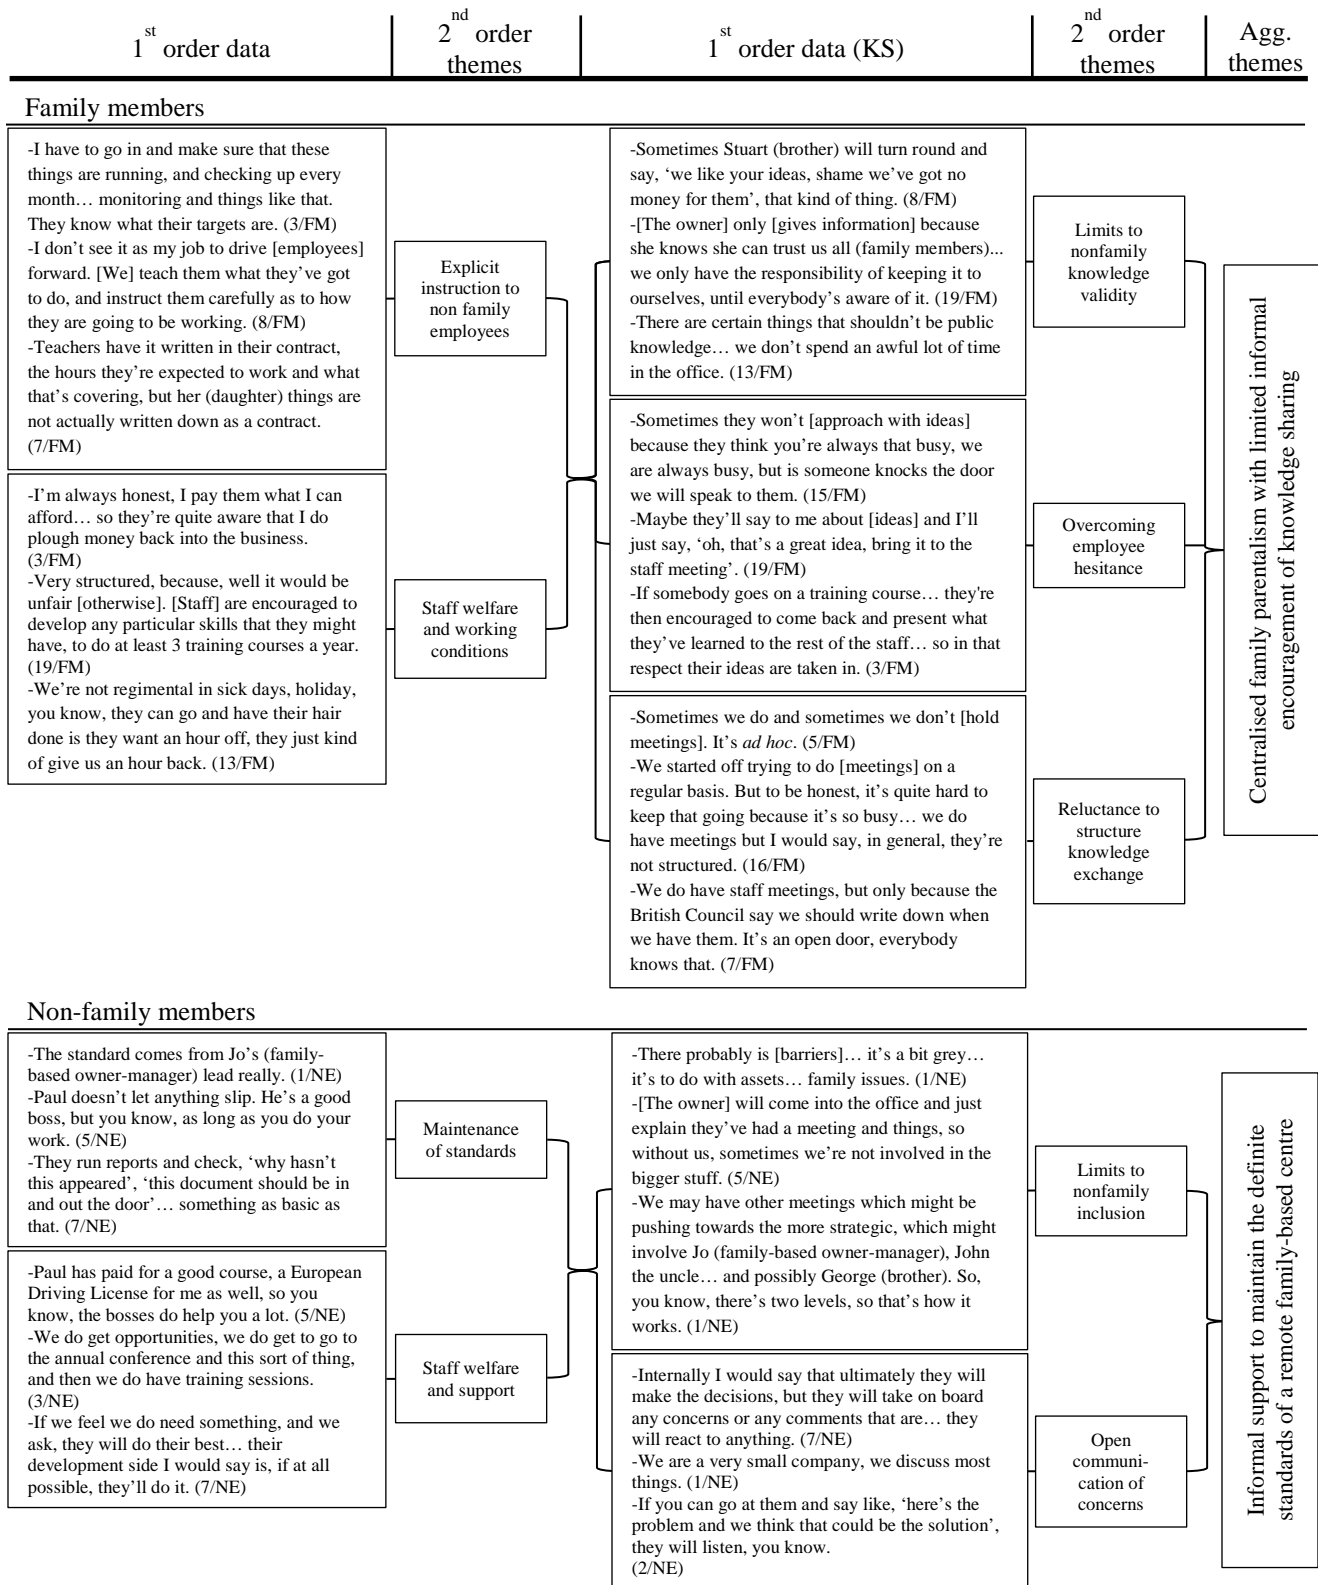 1st order data
2nd order
themes
1st order data (KS)
2nd order
themes
Agg.
themes
Family members
-I have to go in and make sure that these
things are running, and checking up every
month… monitoring and things like that.
They know what their targets are. (3/FM)
-I don’t see it as my job to drive [employees]
forward. [We] teach them what they’ve got
to do, and instruct them carefully as to how
they are going to be working. (8/FM)
-Teachers have it written in their contract,
the hours they’re expected to work and what
that’s covering, but her (daughter) things are
not actually written down as a contract.
(7/FM)
-I’m always honest, I pay them what I can
afford… so they’re quite aware that I do
plough money back into the business.
(3/FM)
-Very structured, because, well it would be
unfair [otherwise]. [Staff] are encouraged to
develop any particular skills that they might
have, to do at least 3 training courses a year.
(19/FM)
-We’re not regimental in sick days, holiday,
you know, they can go and have their hair
done is they want an hour off, they just kind
of give us an hour back. (13/FM)
Explicit
instruction to
non family
employees
Staff welfare
and working
conditions
-Sometimes Stuart (brother) will turn round and
say, ‘we like your ideas, shame we’ve got no
money for them’, that kind of thing. (8/FM)
-[The owner] only [gives information] because
she knows she can trust us all (family members)...
we only have the responsibility of keeping it to
ourselves, until everybody’s aware of it. (19/FM)
-There are certain things that shouldn’t be public
knowledge… we don’t spend an awful lot of time
in the office. (13/FM)
-Sometimes they won’t [approach with ideas]
because they think you’re always that busy, we
are always busy, but is someone knocks the door
we will speak to them. (15/FM)
-Maybe they’ll say to me about [ideas] and I’ll
just say, ‘oh, that’s a great idea, bring it to the
staff meeting’. (19/FM)
-If somebody goes on a training course… they're
then encouraged to come back and present what
they’ve learned to the rest of the staff… so in that
respect their ideas are taken in. (3/FM)
-Sometimes we do and sometimes we don’t [hold
meetings]. It’s ad hoc. (5/FM)
-We started off trying to do [meetings] on a
regular basis. But to be honest, it’s quite hard to
keep that going because it’s so busy… we do
have meetings but I would say, in general, they’re
not structured. (16/FM)
-We do have staff meetings, but only because the
British Council say we should write down when
we have them. It’s an open door, everybody
knows that. (7/FM)
Limits to
nonfamily
knowledge
validity
Overcoming
employee
hesitance
Reluctance to
structure
knowledge
exchange
Centralised family parentalism with limited informal
encouragement of knowledge sharing
Non-family members
-The standard comes from Jo’s (family-
based owner-manager) lead really. (1/NE)
-Paul doesn’t let anything slip. He’s a good
boss, but you know, as long as you do your
work. (5/NE)
-They run reports and check, ‘why hasn’t
this appeared’, ‘this document should be in
and out the door’… something as basic as
that. (7/NE)
-Paul has paid for a good course, a European
Driving License for me as well, so you
know, the bosses do help you a lot. (5/NE)
-We do get opportunities, we do get to go to
the annual conference and this sort of thing,
and then we do have training sessions.
(3/NE)
-If we feel we do need something, and we
ask, they will do their best… their
development side I would say is, if at all
possible, they’ll do it. (7/NE)
Maintenance
of standards
Staff welfare
and support
-There probably is [barriers]… it’s a bit grey…
it’s to do with assets… family issues. (1/NE)
-[The owner] will come into the office and just
explain they’ve had a meeting and things, so
without us, sometimes we’re not involved in the
bigger stuff. (5/NE)
-We may have other meetings which might be
pushing towards the more strategic, which might
involve Jo (family-based owner-manager), John
the uncle… and possibly George (brother). So,
you know, there’s two levels, so that’s how it
works. (1/NE)
-Internally I would say that ultimately they will
make the decisions, but they will take on board
any concerns or any comments that are… they
will react to anything. (7/NE)
-We are a very small company, we discuss most
things. (1/NE)
-If you can go at them and say like, ‘here’s the
problem and we think that could be the solution’,
they will listen, you know.
(2/NE)
Limits to
nonfamily
inclusion
Open
communi-
cation of
concerns
Informal support to maintain the definite
standards of a remote family-based centre